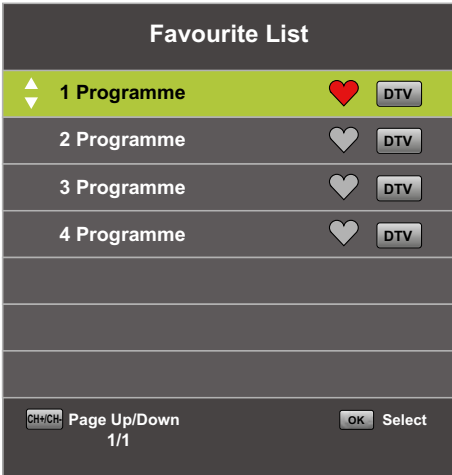 Favourite List
1 Programme DTV
2 Programme DTV
3 Programme DTV
4 Programme DTV
CH+/CH- Page Up/Down OK Select
1/1